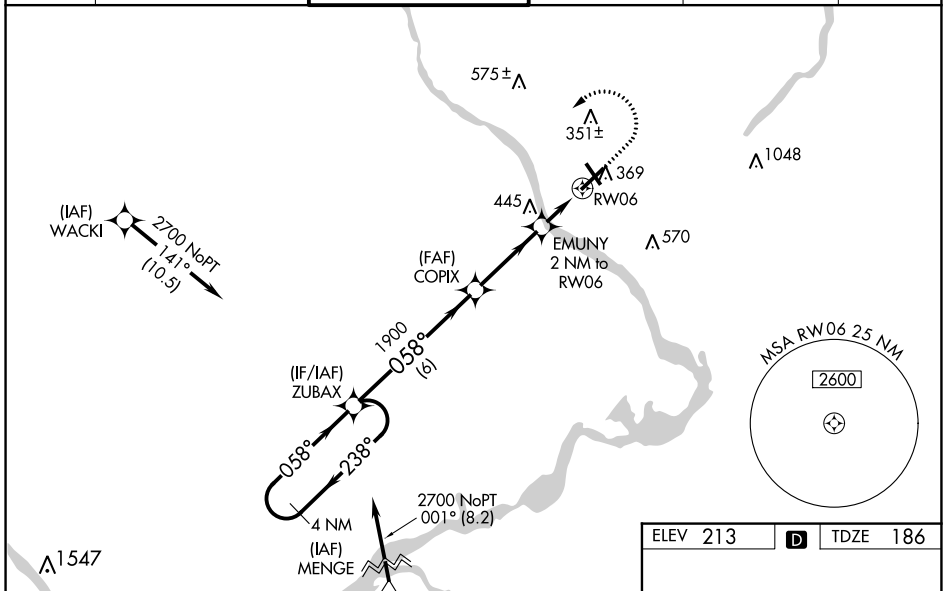 575±
351±
1048
369
RW06
445
(IAF)
WACKI
2700 NoPT
141°
(10.5)
EMUNY
2 NM to
RW06
570
(FAF)
COPIX
1900
058°
(6)
MSA RW06 25 NM
2600
(IF/IAF)
ZUBAX
058°
238°
4 NM
2700 NoPT
001° (8.2)
(IAF)
MENGE
1547
ELEV 213
D
TDZE 186